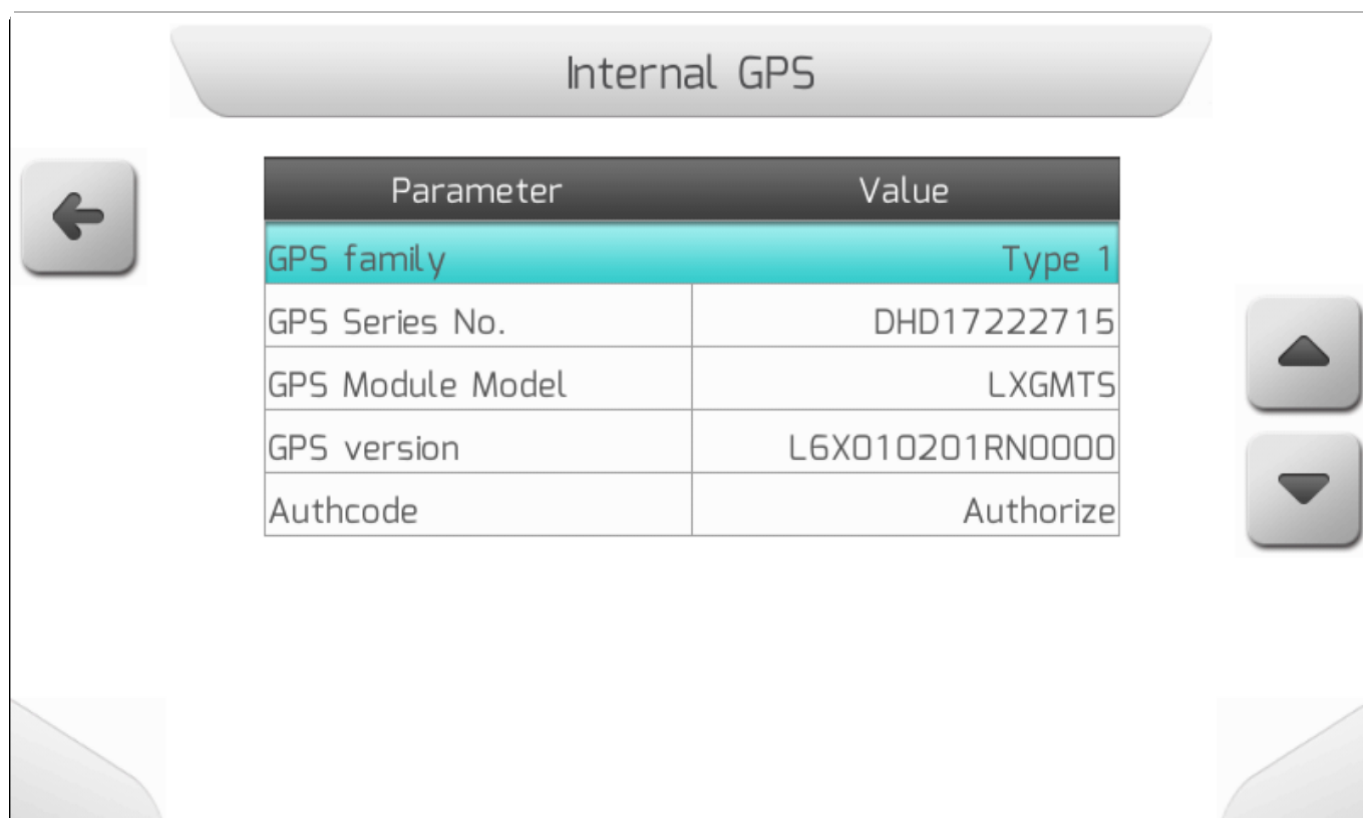 Internal GPS
Parameter Value
GPS family Type 1
GPS Series No. DHD17222715
GPS Module Model LXGMTS
GPS version L6X010201RN0000
Authcode Authorize